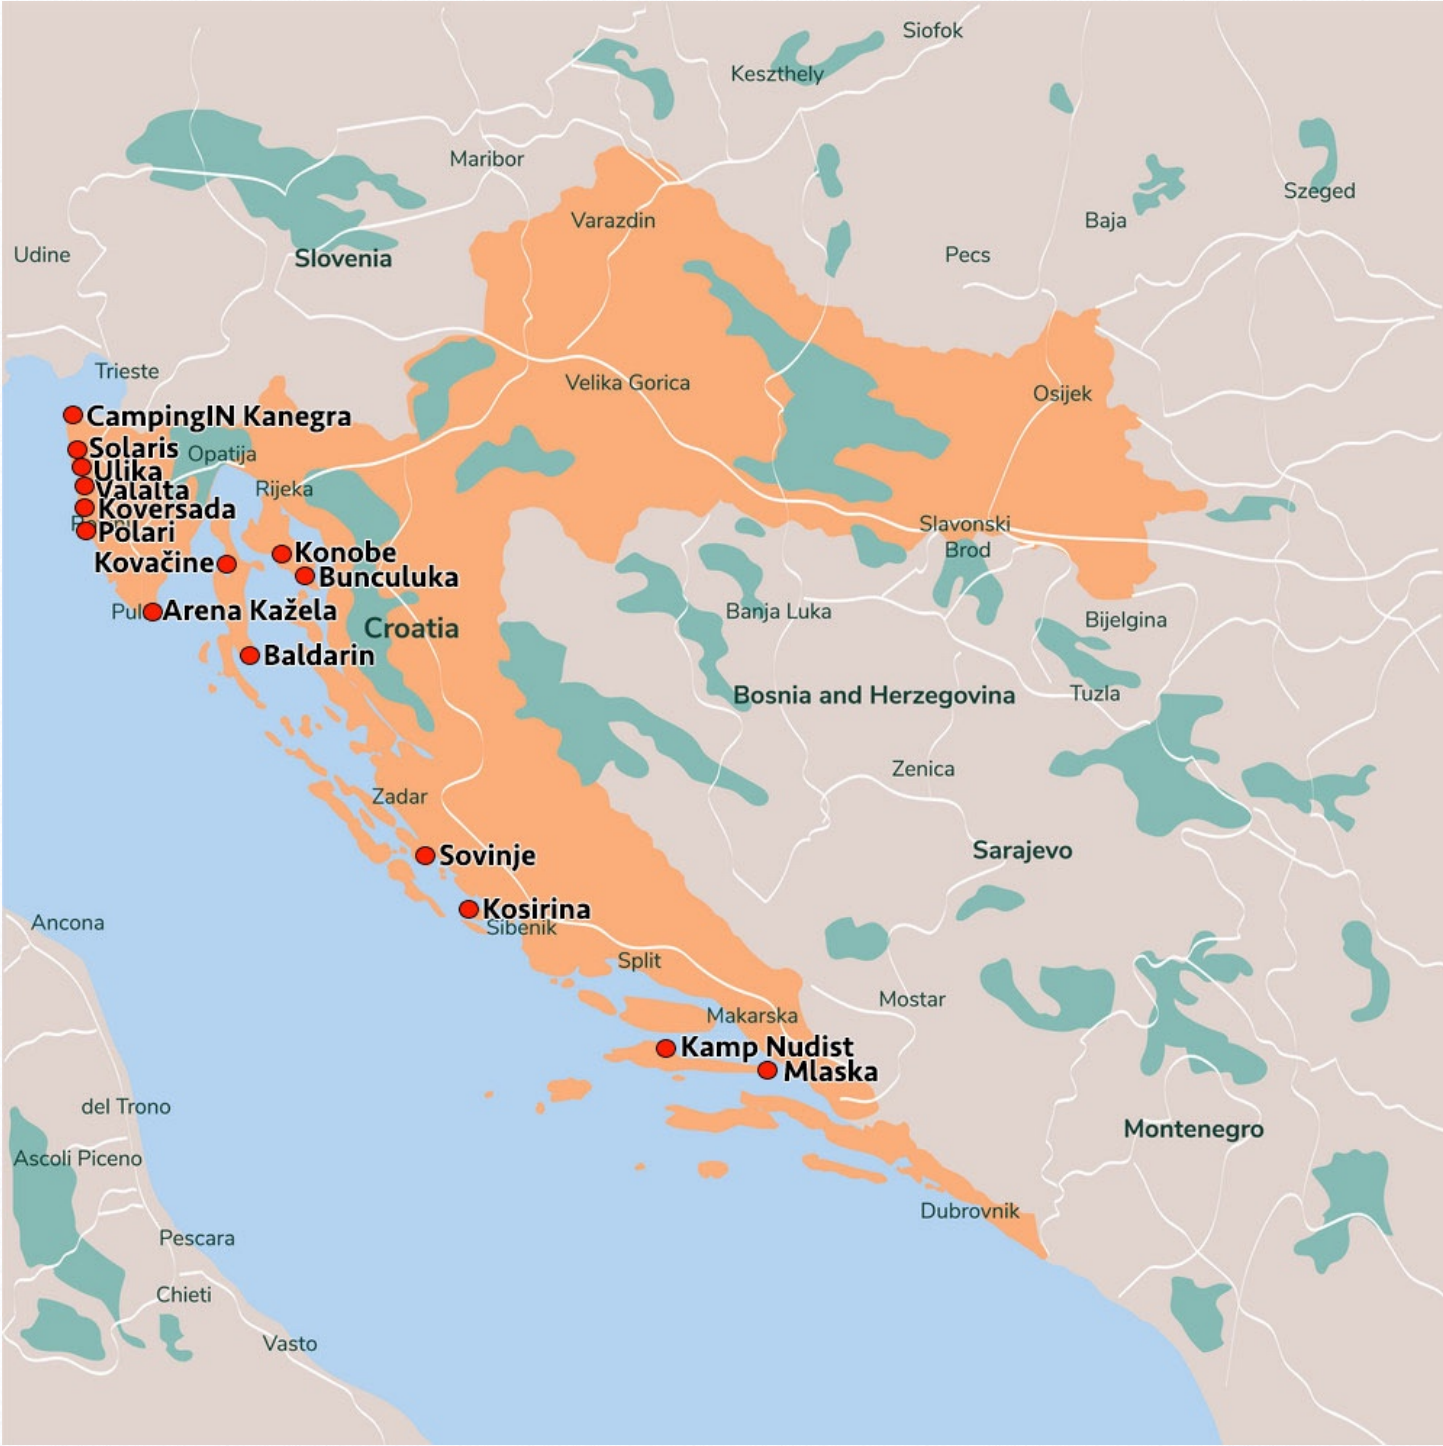 Siofok
Keszthely
Maribor
Szeged
Varazdin
Baja
Udine
Slovenia
Pecs
Trieste
Velika Gorica
Osijek
CampingIN Kanegra
Solaris
Opatija
Ulika
Valalta
Rijeka
Koversada
Slavonski
Brod
Polari
Konobe
Kovačine
Bunculuka
Arena Kažela
Banja Luka
Bijelgina
Croatia
Baldarin
Bosnia and Herzegovina
Tuzla
Zenica
Zadar
Sarajevo
Sovinje
Kosirina
Ancona
Sibenik
Split
Mostar
Makarska
Kamp Nudist
Mlaska
del Trono
Montenegro
Ascoli Piceno
Dubrovnik
Pescara
Chieti
Vasto